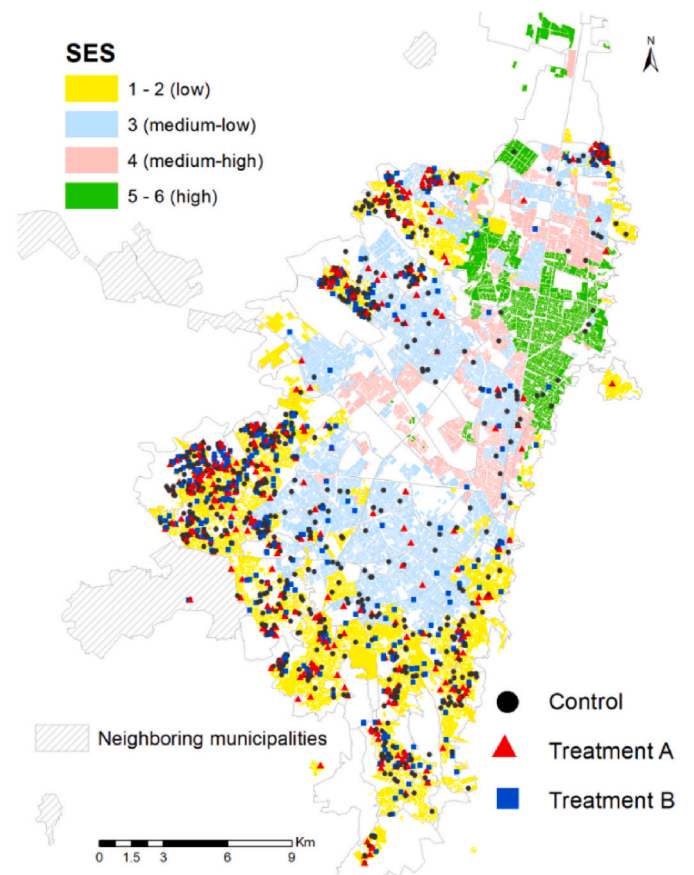 N
SES
1 - 2 (low)
3 (medium-low)
4 (medium-high)
5 - 6 (high)
Control
Treatment A
Treatment B
Neighboring municipalities
Km
0 1.5 3 6 9